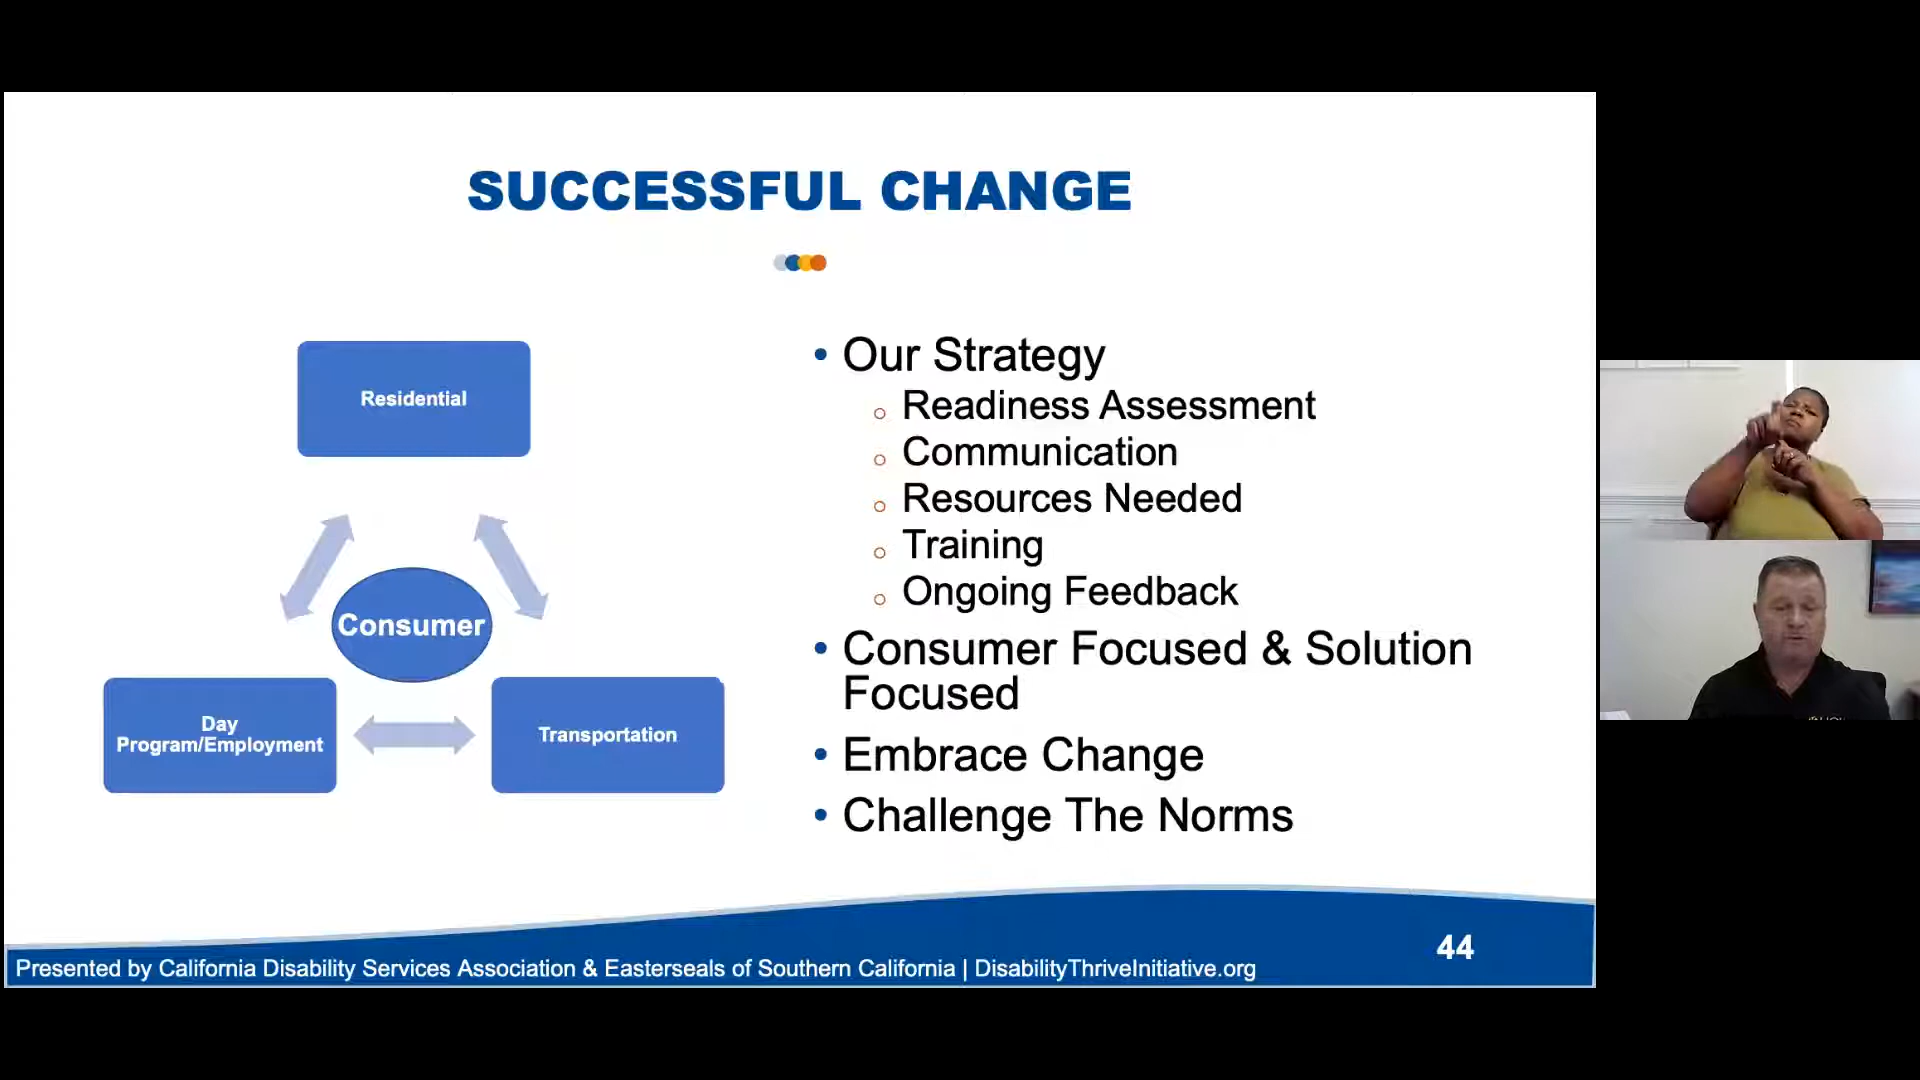 SUCCESSFUL CHANGE
Residential
Consumer
Day
Program/Employment
Transportation
• Our Strategy
o Readiness Assessment
o Communication
o Resources Needed
o Training
o Ongoing Feedback
• Consumer Focused & Solution
Focused
• Embrace Change
• Challenge The Norms
44
Presented by California Disability Services Association & Easterseals of Southern California | DisabilityThriveInitiative.org